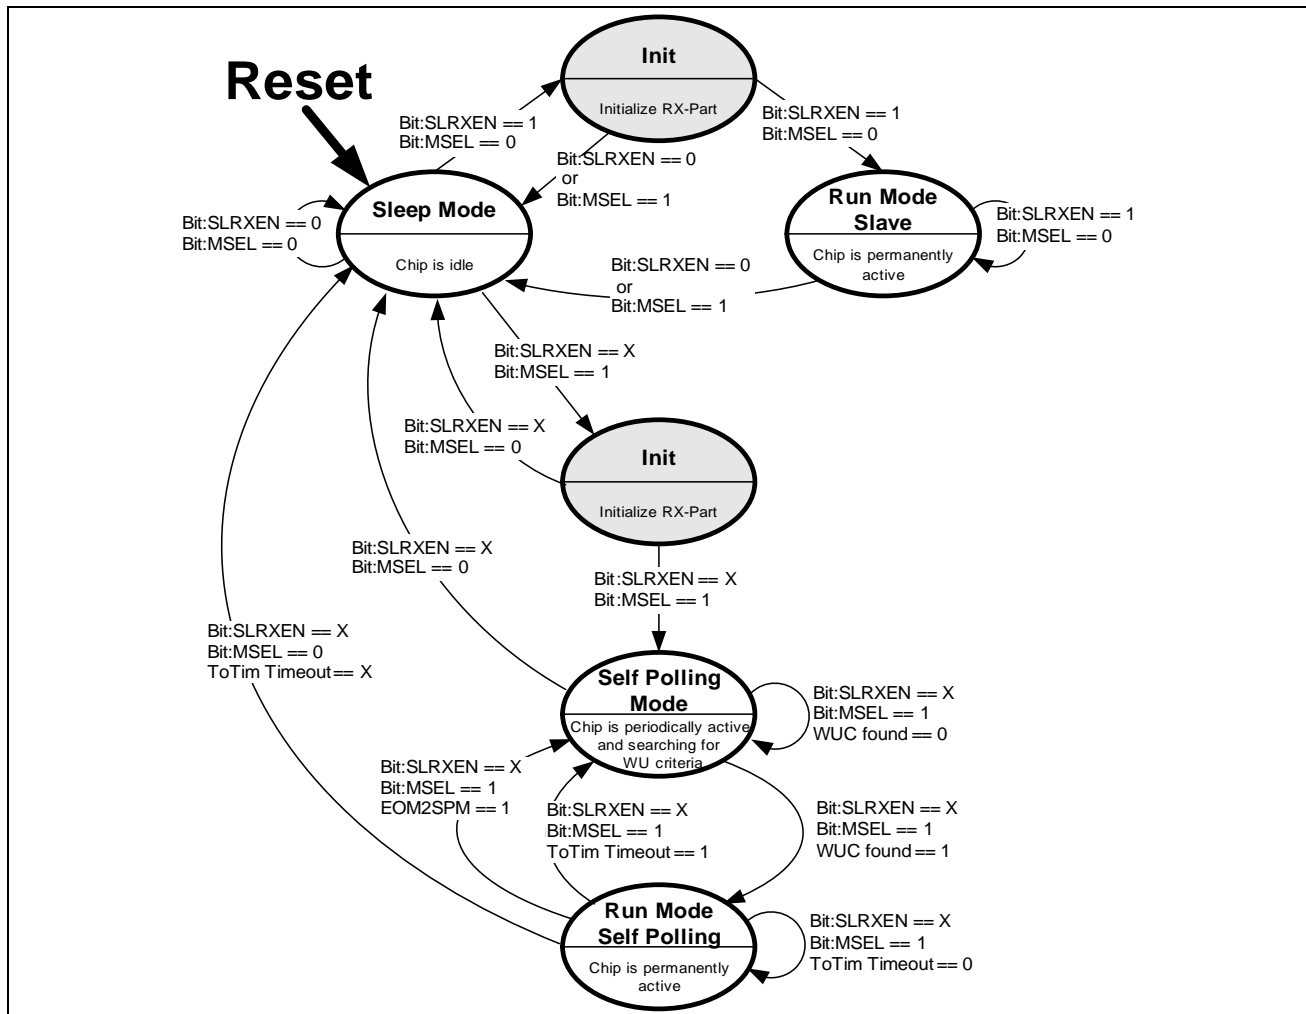 Init
Initialize RX-Part
Reset
Bit:SLRXEN == 1
Bit:MSEL == 0
Bit:SLRXEN == 1
Bit:MSEL == 0
Bit:SLRXEN == 0
or
Bit:MSEL == 1
Sleep Mode
Chip is idle
Bit:SLRXEN == 0
Bit:MSEL == 0
Run Mode
Slave
Chip is permanently
active
Bit:SLRXEN == 1
Bit:MSEL == 0
Bit:SLRXEN == 0
or
Bit:MSEL == 1
Bit:SLRXEN == X
Bit:MSEL == 1
Bit:SLRXEN == X
Bit:MSEL == 0
Init
Initialize RX-Part
Bit:SLRXEN == X
Bit:MSEL == 0
Bit:SLRXEN == X
Bit:MSEL == 1
Bit:SLRXEN == X
Bit:MSEL == 0
ToTim Timeout == X
Self Polling
Mode
Chip is periodically active
and searching for
WU criteria
Bit:SLRXEN == X
Bit:MSEL == 1
WUC found == 0
Bit:SLRXEN == X
Bit:MSEL == 1
EOM2SPM == 1
Bit:SLRXEN == X
Bit:MSEL == 1
ToTim Timeout == 1
Bit:SLRXEN == X
Bit:MSEL == 1
WUC found == 1
Run Mode
Self Polling
Chip is permanently
active
Bit:SLRXEN == X
Bit:MSEL == 1
ToTim Timeout == 0